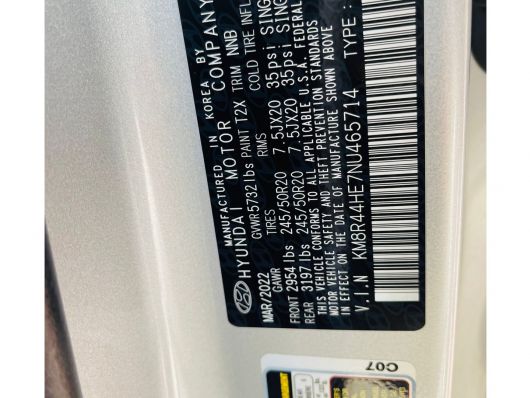 MANUFACTURED IN KOREA BY
HYUNDAI MOTOR COMPANY
MAR/2022 GVWR 5732 lbs PAINT T2X TRIM NNB
GAWR TIRES RIMS COLD TIRE INFL
FRONT 2954 lbs 245/50R20 7.5JX20 35psi SING
REAR 3197 lbs 245/50R20 7.5JX20 35psi SING
THIS VEHICLE CONFORMS TO ALL APPLICABLE U.S.A. FEDERAL
MOTOR VEHICLE SAFETY AND THEFT PREVENTION STANDARDS
IN EFFECT ON THE DATE OF MANUFACTURE SHOWN ABOVE
V.I.N KM8R44HE7NU465714 TYPE :
C07